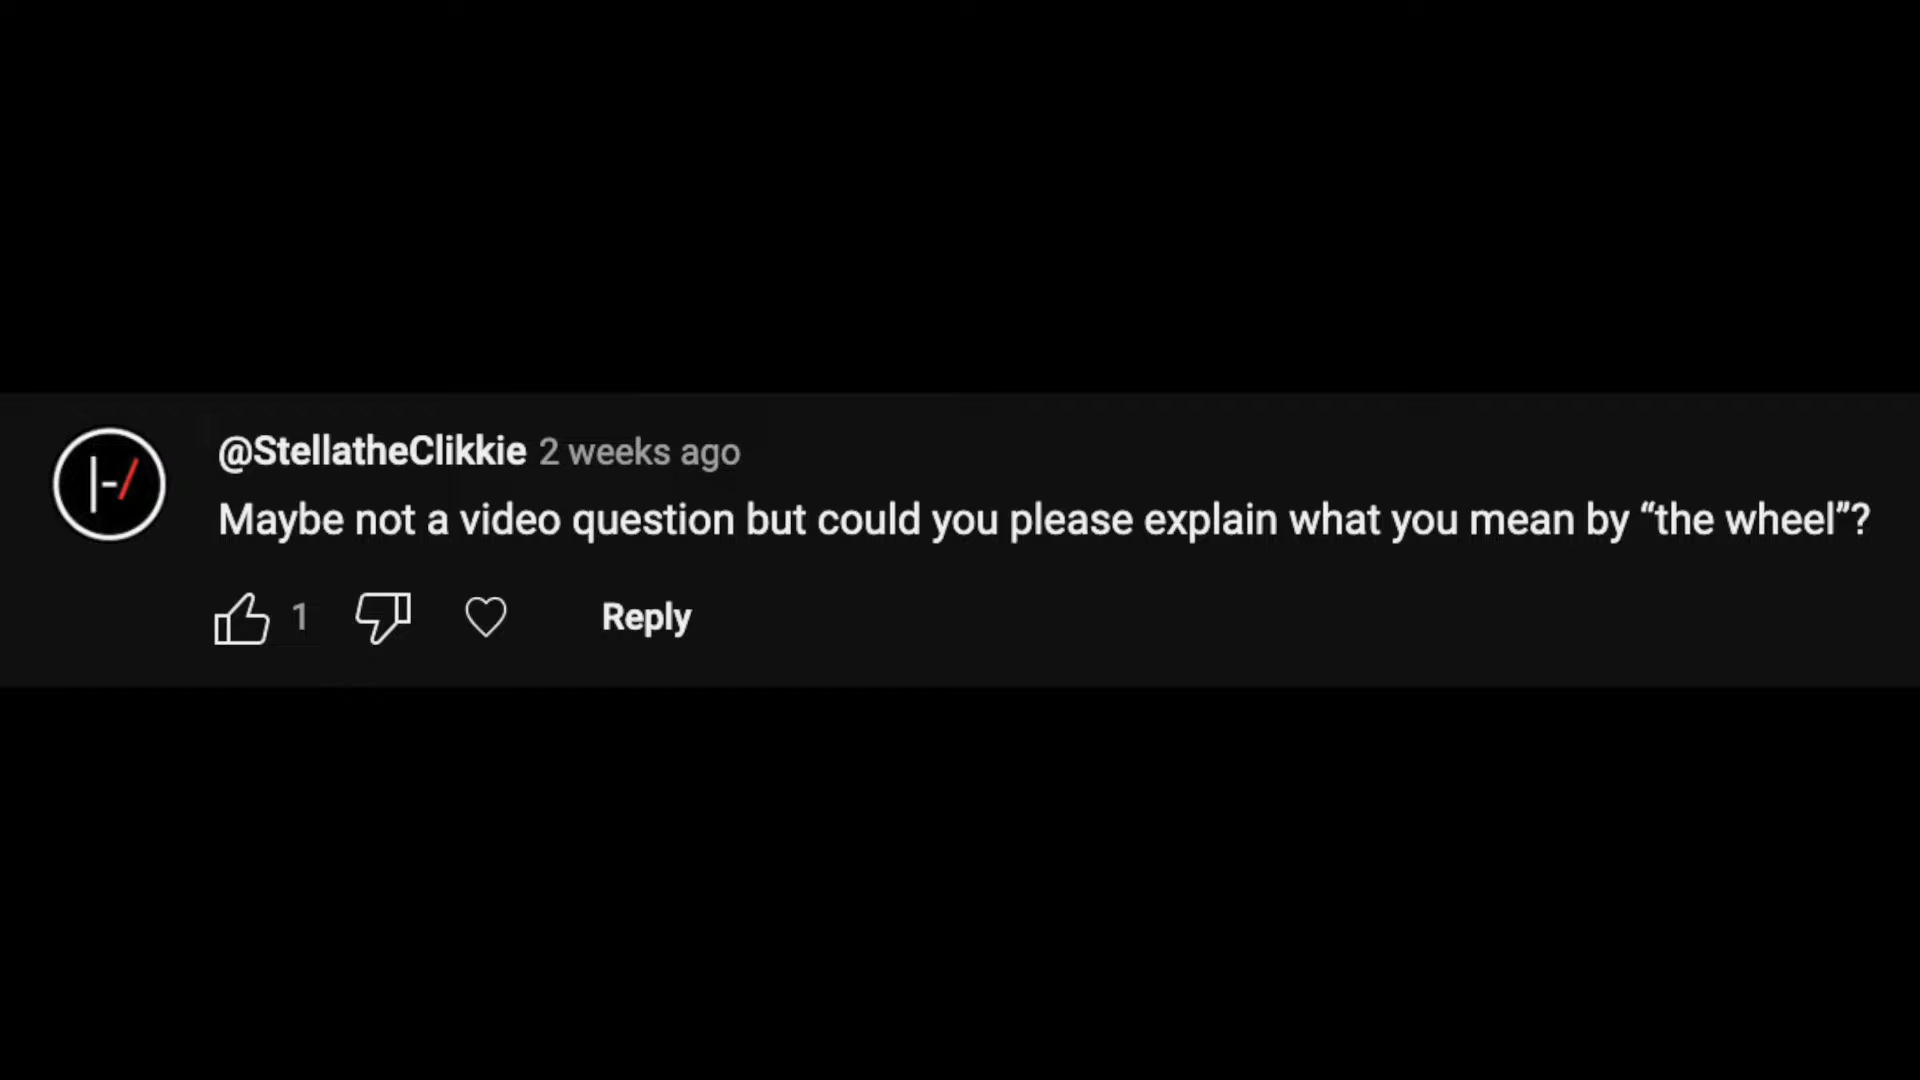 @StellatheClikkie 2 weeks ago
Maybe not a video question but could you please explain what you mean by “the wheel”?
1 Reply